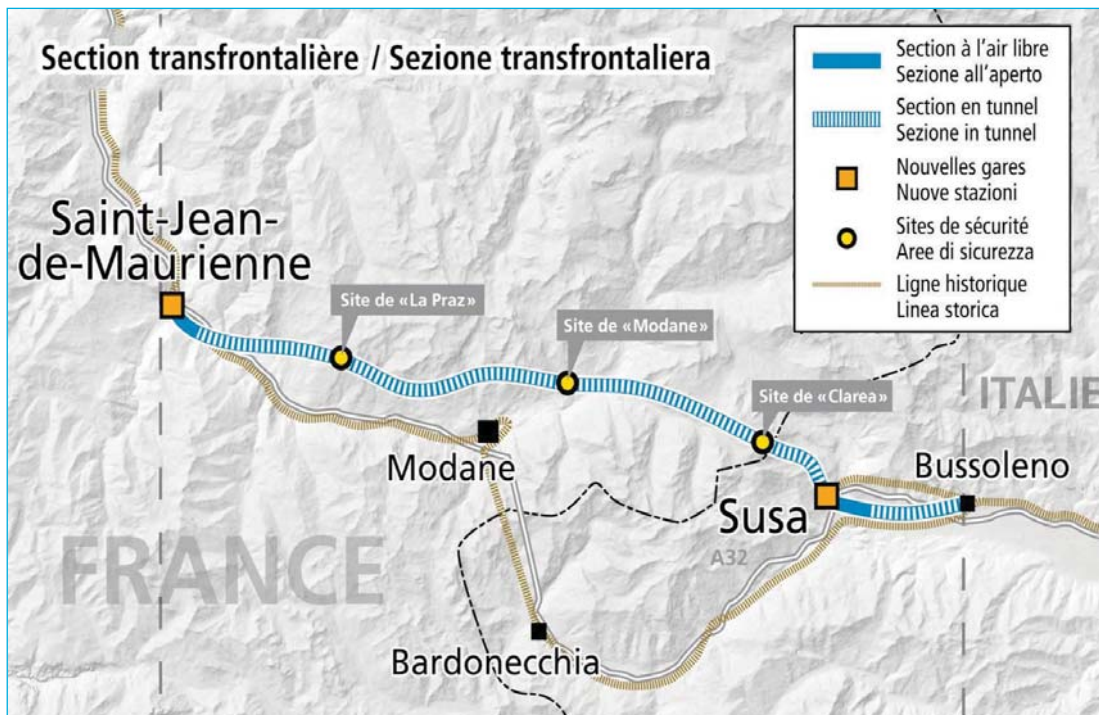 Section transfrontalière / Sezione transfrontaliera
Section à l'air libre
Sezione all'aperto
Section en tunnel
Sezione in tunnel
Nouvelles gares
Nuove stazioni
Sites de sécurité
Aree di sicurezza
Ligne historique
Linea storica
Saint-Jean-
de-Maurienne
Site de «La Praz»
Site de «Modane»
Site de «Clarea»
ITALIE
Modane
Bussoleno
Susa
A32
FRANCE
Bardonecchia